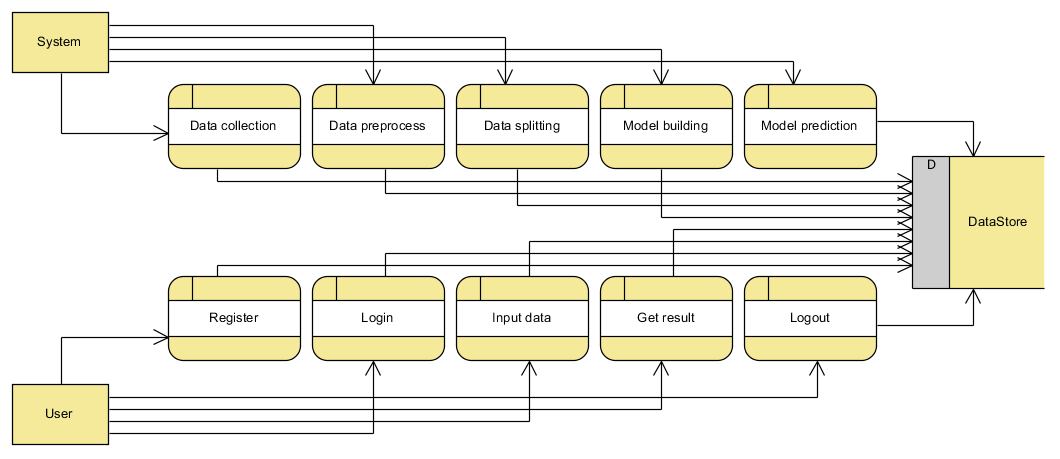 System
Data collection
Data preprocess
Data splitting
Model building
Model prediction
D
DataStore
Register
Login
Input data
Get result
Logout
User